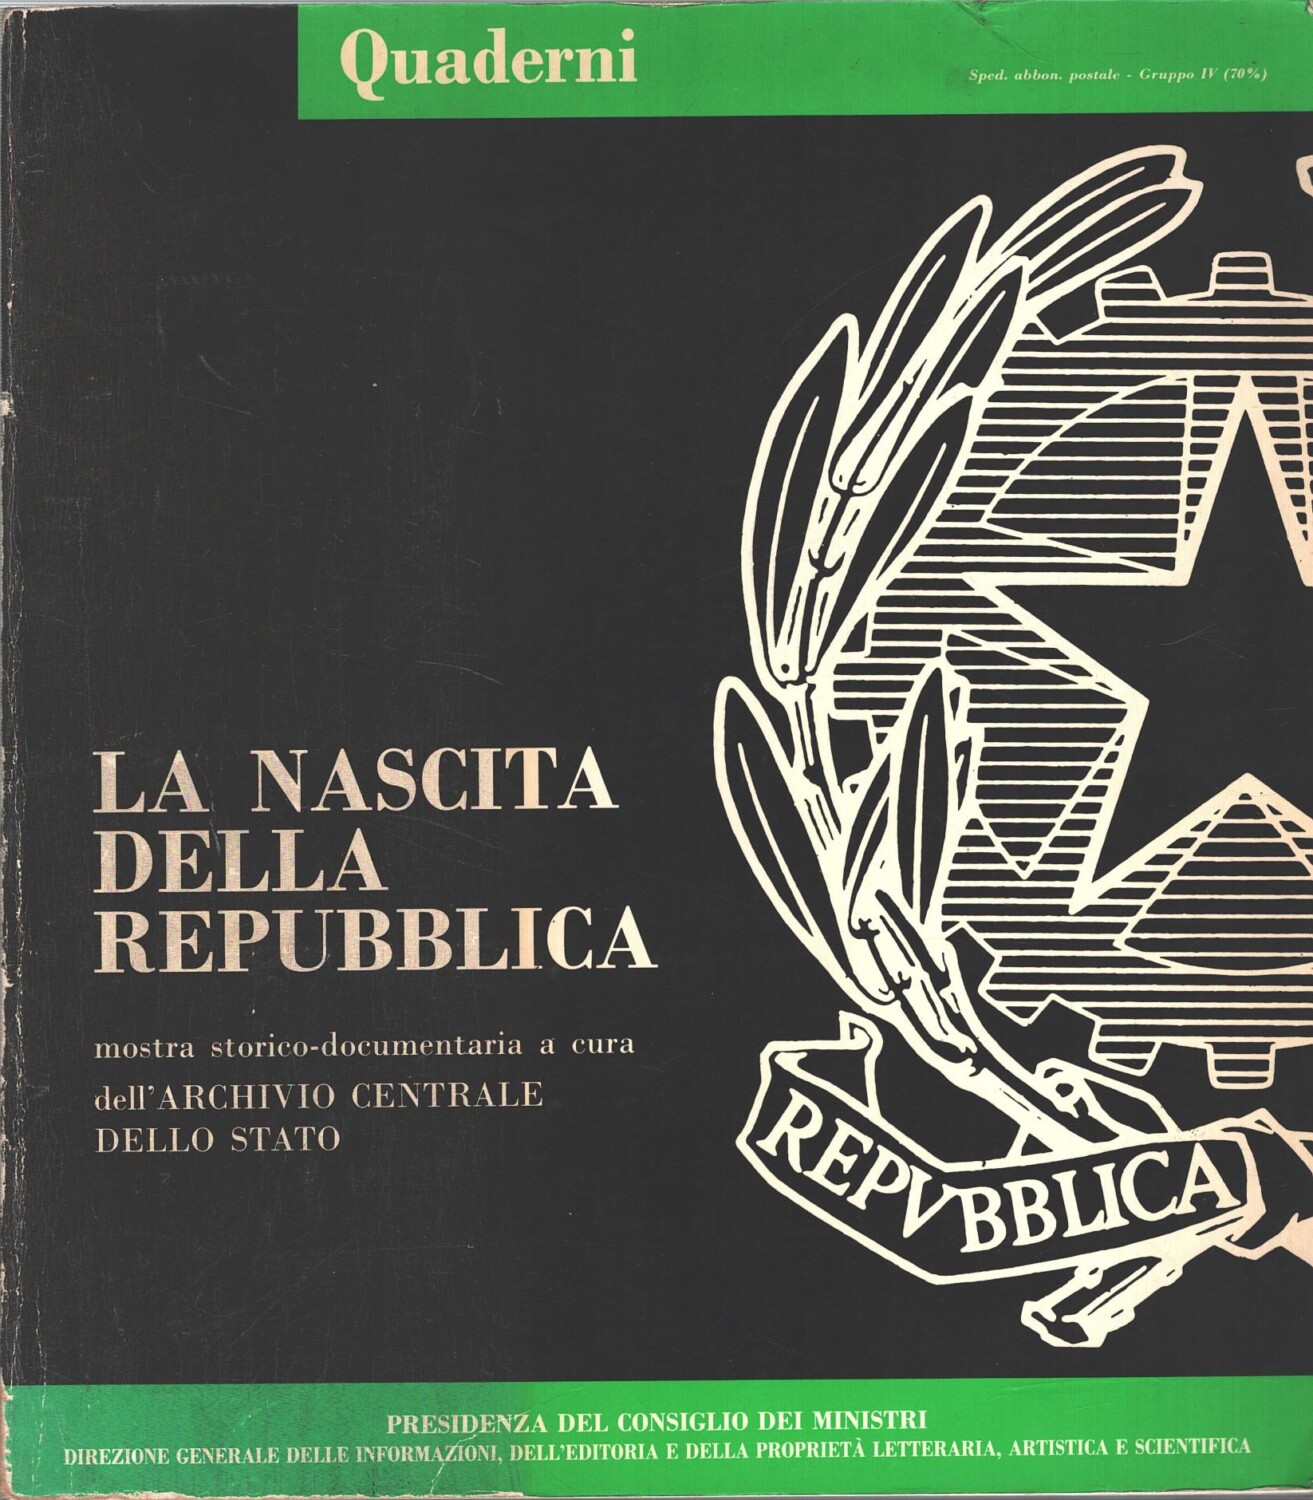 Quaderni
Sped. abbon. postale - Gruppo IV (70%)
LA NASCITA
DELLA
REPUBBLICA
mostra storico-documentaria a cura
dell'ARCHIVIO CENTRALE
DELLO STATO
REPVBBLICA
PRESIDENZA DEL CONSIGLIO DEI MINISTRI
DIREZIONE GENERALE DELLE INFORMAZIONI, DELL'EDITORIA E DELLA PROPRIETÀ LETTERARIA, ARTISTICA E SCIENTIFICA